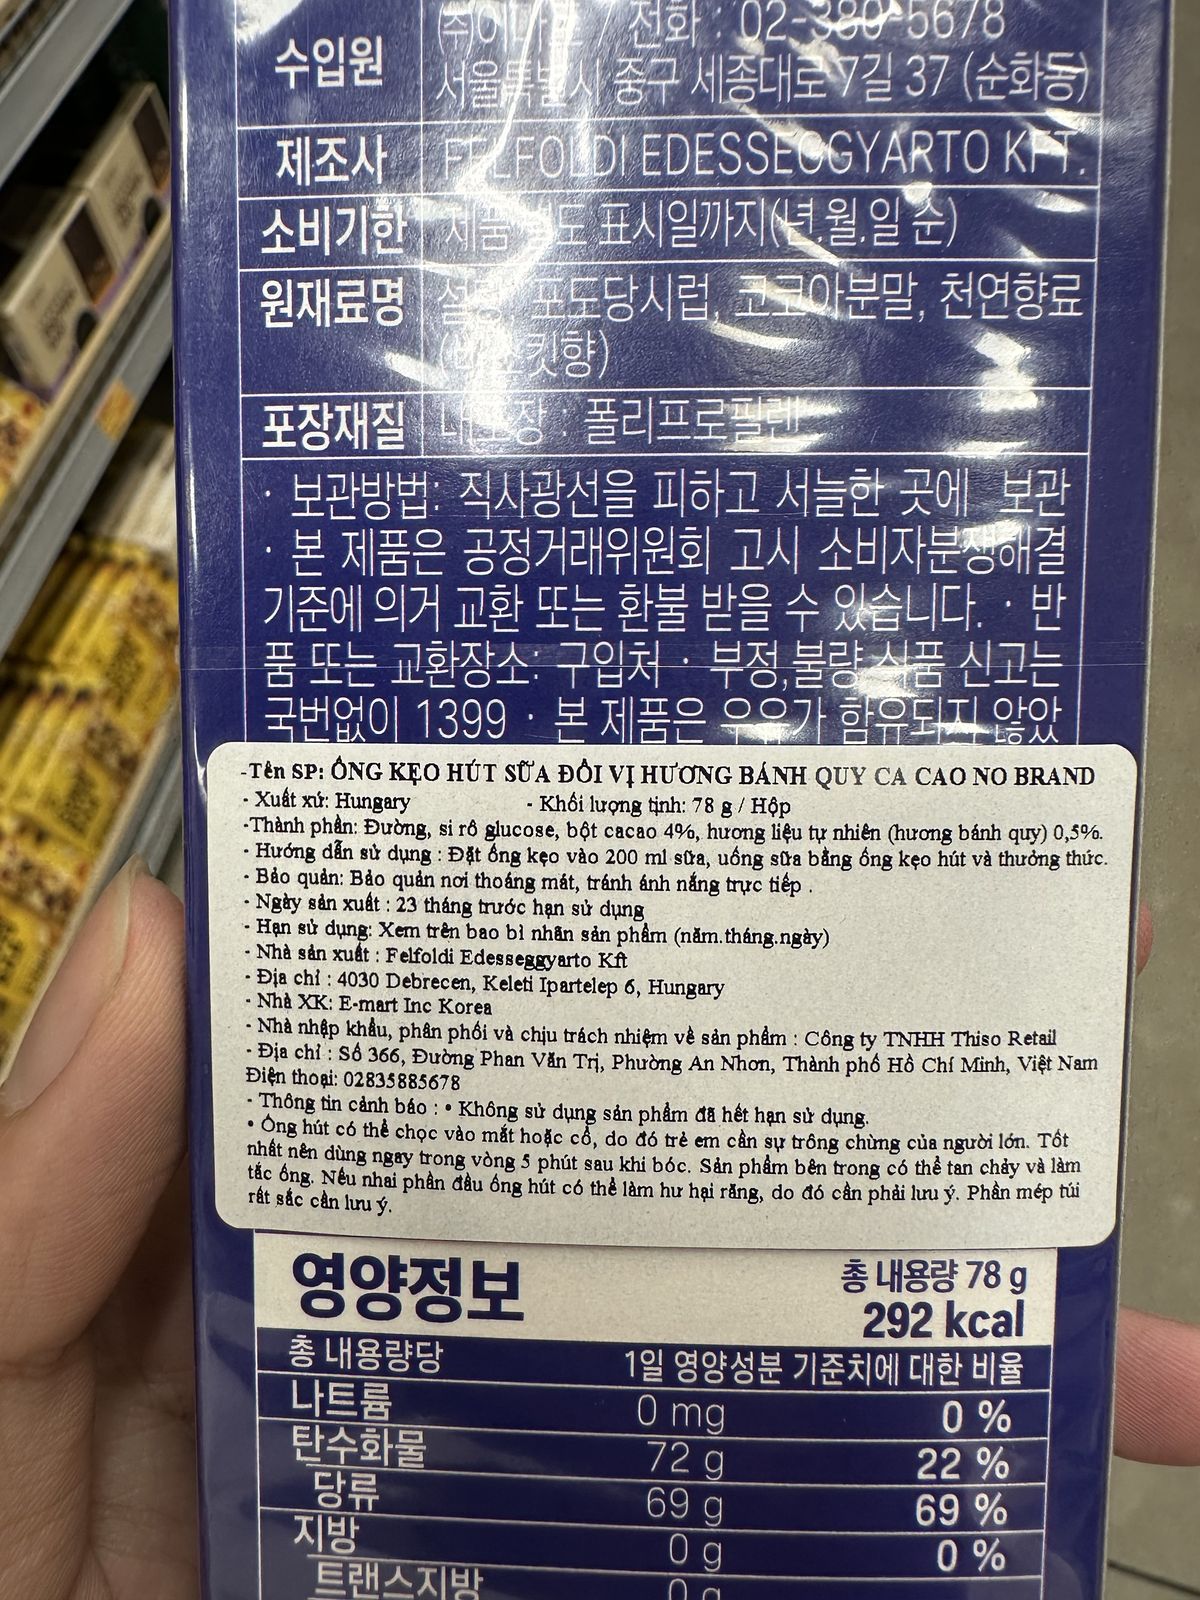 수입원 / 전화 : 02-380-5678
서울특별시 중구 세종대로 7길 37 (순화동)
제조사 FELFOLDI EDESSEGGYARTO KFT.
소비기한 제품 별도 표시일까지(년.월.일 순)
원재료명 설탕, 포도당시럽, 코코아분말, 천연향료
포장재질 내포장 : 폴리프로필렌
· 보관방법: 직사광선을 피하고 서늘한 곳에 보관
· 본 제품은 공정거래위원회 고시 소비자분쟁해결
기준에 의거 교환 또는 환불 받을 수 있습니다. · 반
품 또는 교환장소: 구입처 · 부정,불량 식품 신고는
국번없이 1399 · 본 제품은 우유가 함유되지 않았
-Tên SP: ỐNG KẸO HÚT SỮA ĐỔI VỊ HƯƠNG BÁNH QUY CA CAO NO BRAND
- Xuất xứ: Hungary - Khối lượng tịnh: 78 g / Hộp
-Thành phần: Đường, si rô glucose, bột cacao 4%, hương liệu tự nhiên (hương bánh quy) 0,5%.
- Hướng dẫn sử dụng : Đặt ống kẹo vào 200 ml sữa, uống sữa bằng ống kẹo hút và thưởng thức.
- Bảo quản: Bảo quản nơi thoáng mát, tránh ánh nắng trực tiếp .
- Ngày sản xuất : 23 tháng trước hạn sử dụng
- Hạn sử dụng: Xem trên bao bì nhãn sản phẩm (năm.tháng.ngày)
- Nhà sản xuất : Felfoldi Edesseggyarto Kft
- Địa chỉ : 4030 Debrecen, Keleti Ipartelep 6, Hungary
- Nhà XK: E-mart Inc Korea
- Nhà nhập khẩu, phân phối và chịu trách nhiệm về sản phẩm : Công ty TNHH Thiso Retail
- Địa chỉ : Số 366, Đường Phan Văn Trị, Phường An Nhơn, Thành phố Hồ Chí Minh, Việt Nam
Điện thoại: 02835885678
- Thông tin cảnh báo : • Không sử dụng sản phẩm đã hết hạn sử dụng.
• Ống hút có thể chọc vào mắt hoặc cổ, do đó trẻ em cần sự trông chừng của người lớn. Tốt
nhất nên dùng ngay trong vòng 5 phút sau khi bóc. Sản phẩm bên trong có thể tan chảy và làm
tắc ống. Nếu nhai phần đầu ống hút có thể làm hư hại răng, do đó cần phải lưu ý. Phần mép túi
rất sắc cần lưu ý.
영양정보 총 내용량 78 g
292 kcal
총 내용량당 1일 영양성분 기준치에 대한 비율
나트륨 0 mg 0 %
탄수화물 72 g 22 %
당류 69 g 69 %
지방 0 g 0 %
트랜스지방 0 g